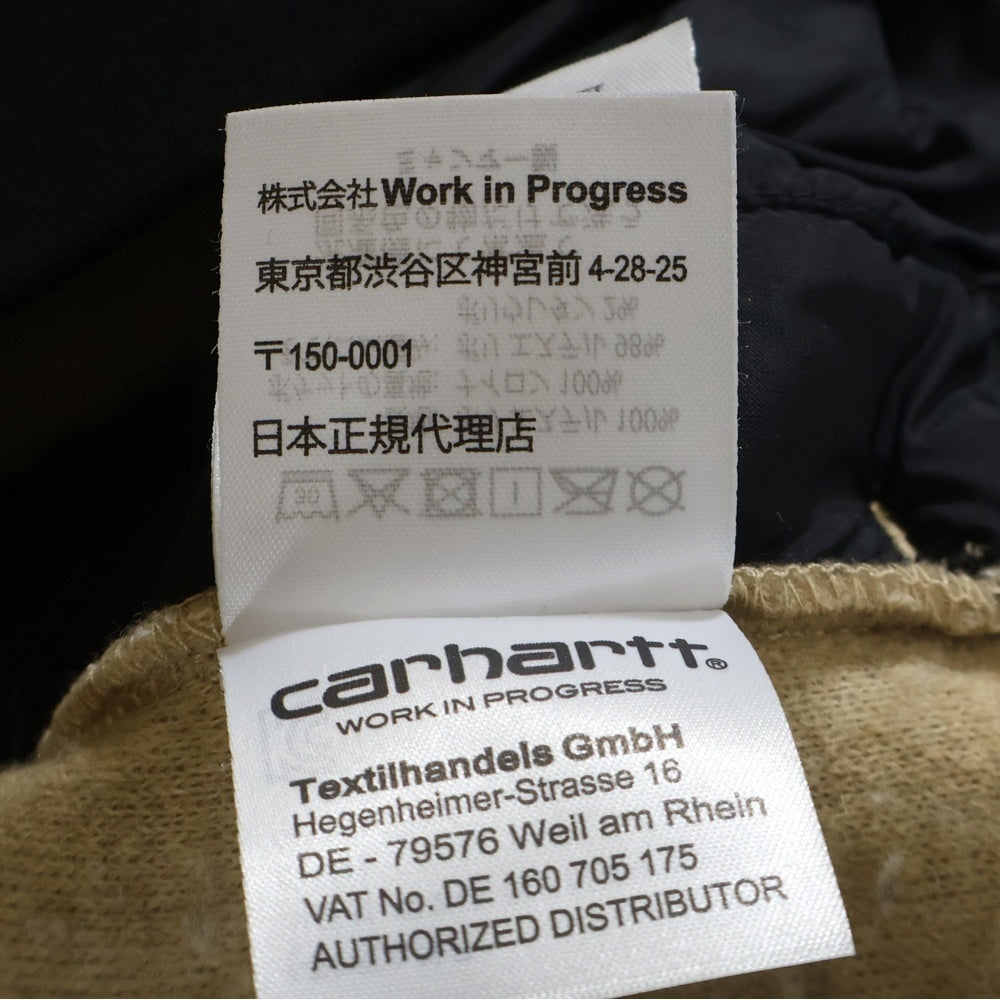 株式会社Work in Progress
東京都渋谷区神宮前 4-28-25
〒150-0001
日本正規代理店
carhartt®
WORK IN PROGRESS
Textilhandels GmbH
Hegenheimer-Strasse 16
DE - 79576 Weil am Rhein
VAT No. DE 160 705 175
AUTHORIZED DISTRIBUTOR